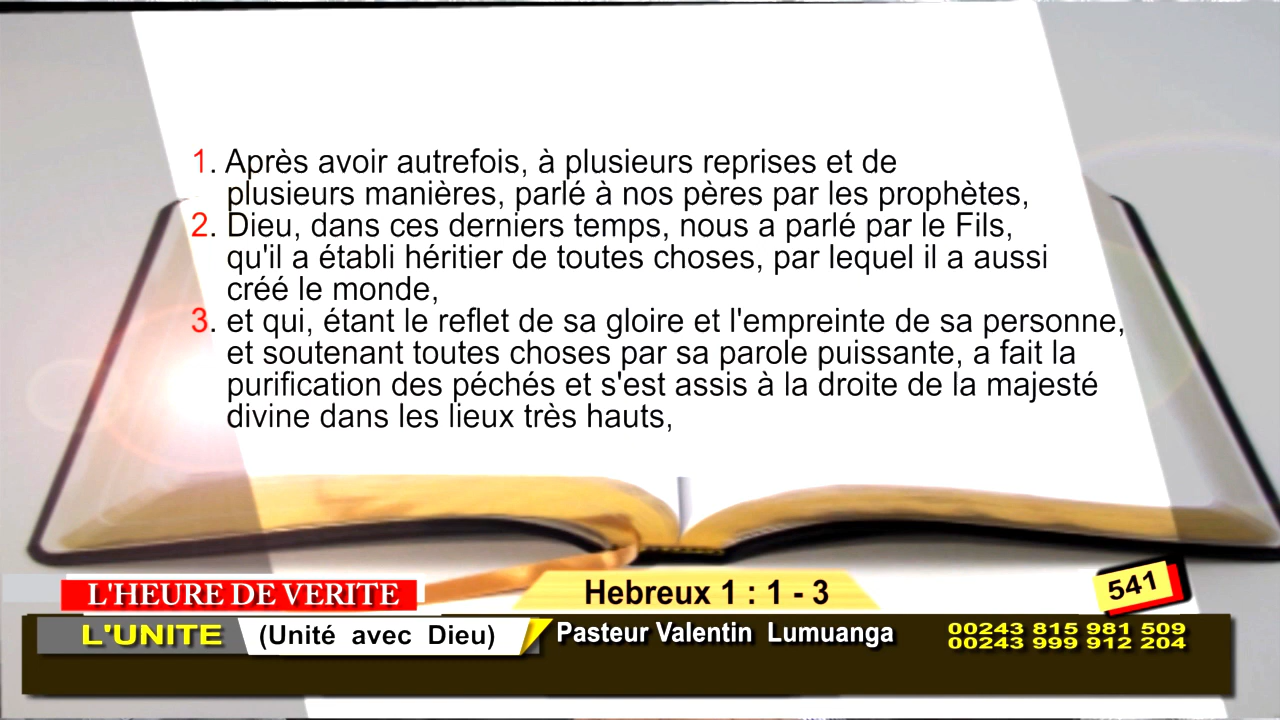 1. Après avoir autrefois, à plusieurs reprises et de
plusieurs manières, parlé à nos pères par les prophètes,
2. Dieu, dans ces derniers temps, nous a parlé par le Fils,
qu'il a établi héritier de toutes choses, par lequel il a aussi
créé le monde,
3. et qui, étant le reflet de sa gloire et l'empreinte de sa personne,
et soutenant toutes choses par sa parole puissante, a fait la
purification des péchés et s'est assis à la droite de la majesté
divine dans les lieux très hauts,
L'HEURE DE VERITE
Hebreux 1 : 1 - 3
541
L'UNITE
(Unité avec Dieu)
Pasteur Valentin Lumuanga
00243 815 981 509
00243 999 912 204